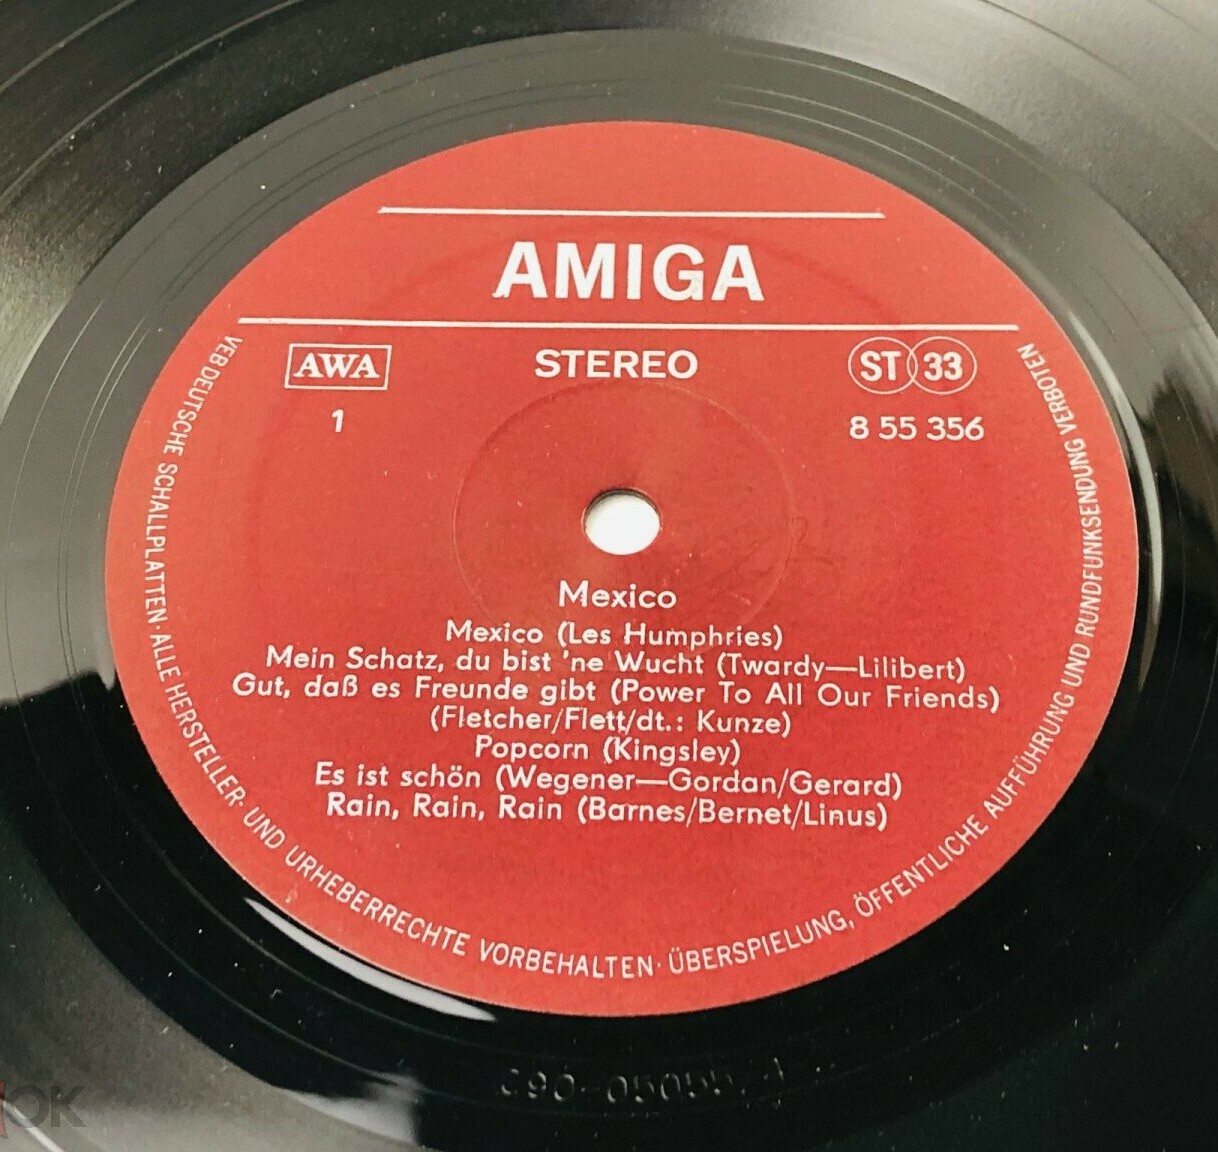 AMIGA
AWA
STEREO
ST 33
1
8 55 356
Mexico
Mexico (Les Humphries)
Mein Schatz, du bist 'ne Wucht (Twardy—Lilibert)
Gut, daß es Freunde gibt (Power To All Our Friends)
(Fletcher/Flett/dt.: Kunze)
Popcorn (Kingsley)
Es ist schön (Wegener—Gordan/Gerard)
Rain, Rain, Rain (Barnes/Bernet/Linus)
VEB DEUTSCHE SCHALLPLATTEN · ALLE HERSTELLER- UND URHEBERRECHTE VORBEHALTEN · ÜBERSPIELUNG, ÖFFENTLICHE AUFFÜHRUNG UND RUNDFUNKSENDUNG VERBOTEN
OK